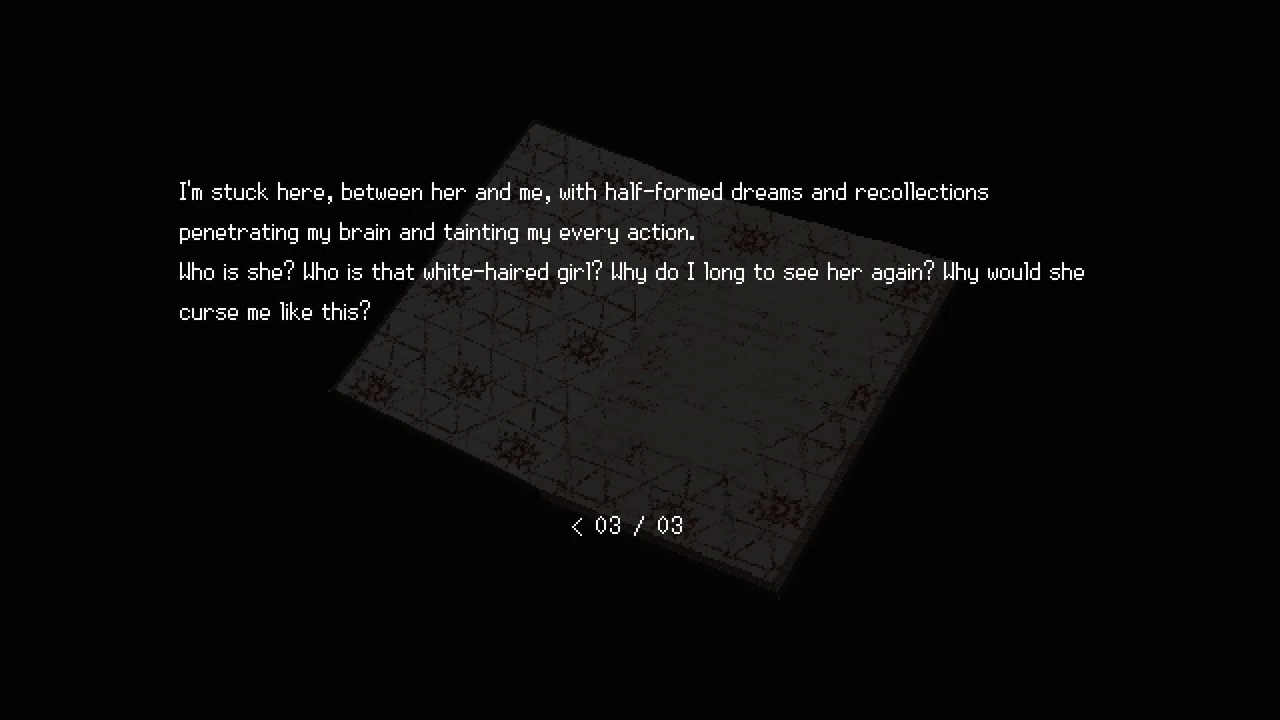 I'm stuck here, between her and me, with half-formed dreams and recollections
penetrating my brain and tainting my every action.
Who is she? Who is that white-haired girl? Why do I long to see her again? Why would she
curse me like this?
< 03 / 03